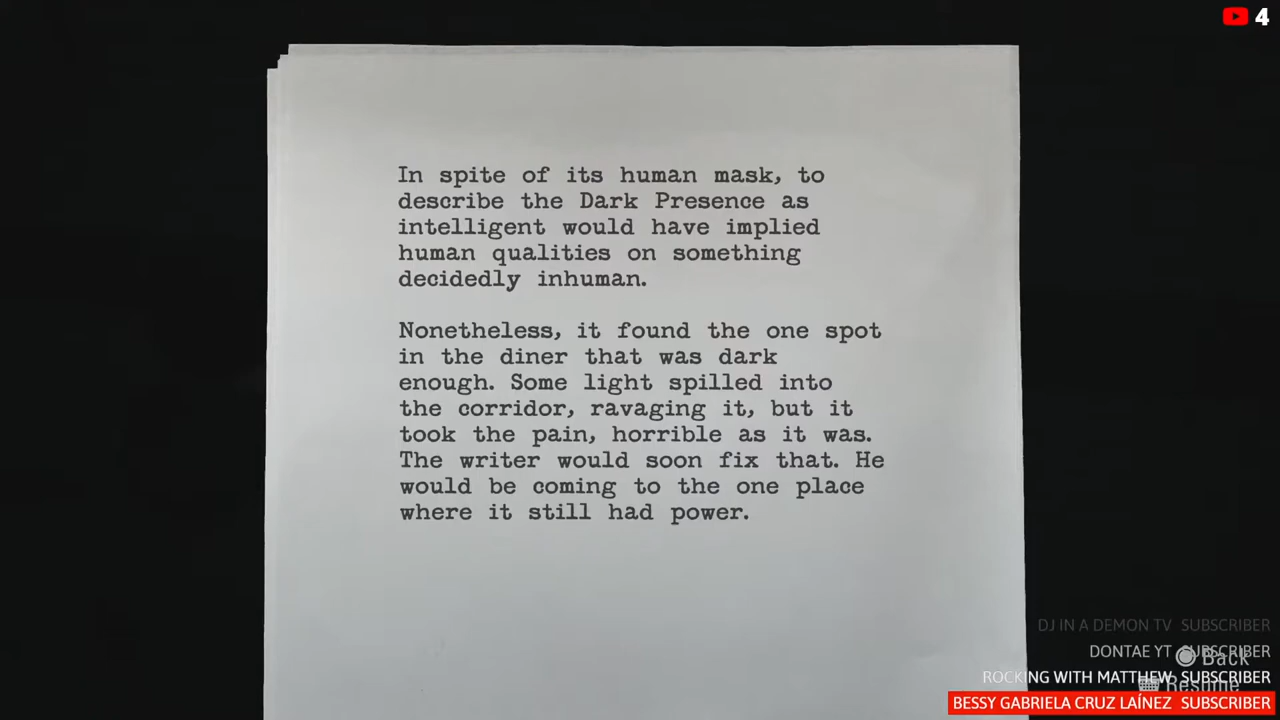 4
In spite of its human mask, to
describe the Dark Presence as
intelligent would have implied
human qualities on something
decidedly inhuman.
Nonetheless, it found the one spot
in the diner that was dark
enough. Some light spilled into
the corridor, ravaging it, but it
took the pain, horrible as it was.
The writer would soon fix that. He
would be coming to the one place
where it still had power.
DJ IN A DEMON TV SUBSCRIBER
DONTAE YT SUBSCRIBER
Back
ROCKING WITH MATTHEW SUBSCRIBER
Resume
BESSY GABRIELA CRUZ LAÍNEZ SUBSCRIBER